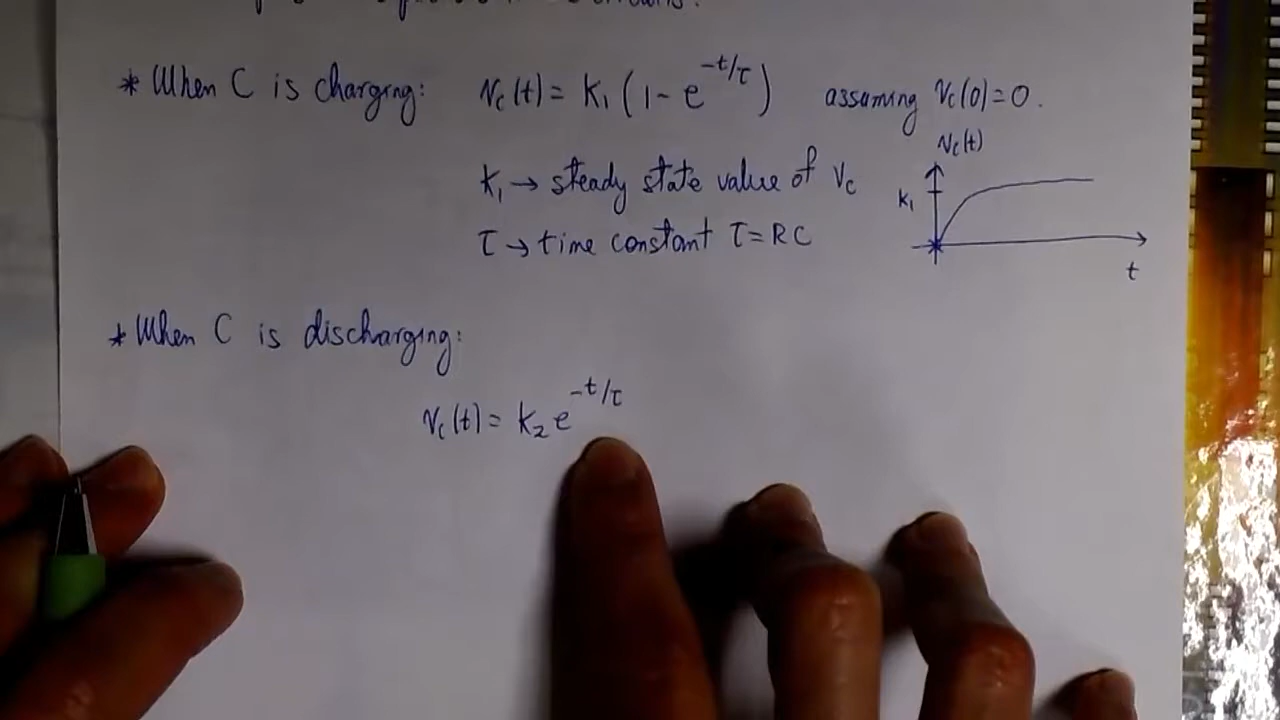 * When C is charging: Vc(t) = K₁(1 - e^(-t/τ)) assuming Vc(0)=0.
Vc(t)
K₁ → steady state value of Vc
K₁
τ → time constant τ = RC
t
* When C is discharging:
Vc(t) = K₂e^(-t/τ)